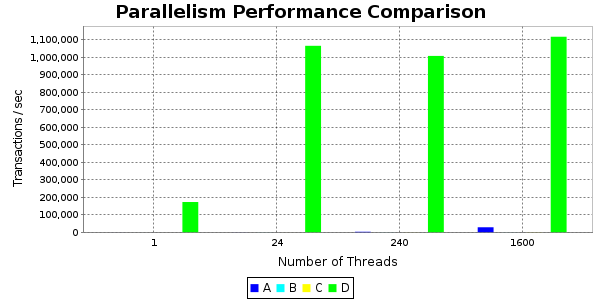 Parallelism Performance Comparison
Transactions / sec
1,100,000
1,000,000
900,000
800,000
700,000
600,000
500,000
400,000
300,000
200,000
100,000
0
1 24 240 1600
Number of Threads
A B C D